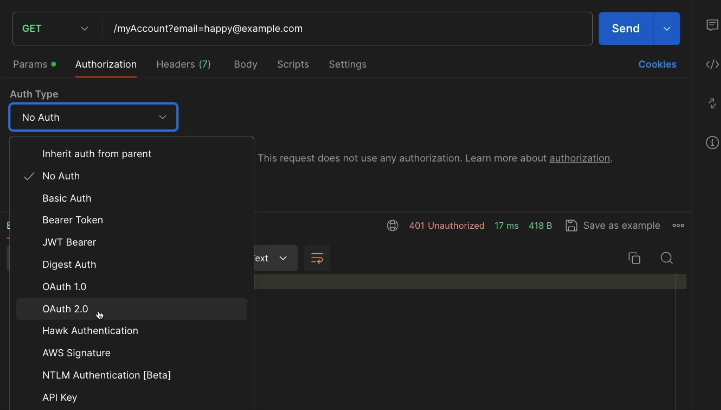 GET /myAccount?email=happy@example.com Send
Params Authorization Headers (7) Body Scripts Settings Cookies
Auth Type
No Auth
Inherit auth from parent
This request does not use any authorization. Learn more about authorization.
No Auth
Basic Auth
Bearer Token
401 Unauthorized 17 ms 418 B Save as example
JWT Bearer
Digest Auth
OAuth 1.0
OAuth 2.0
Hawk Authentication
AWS Signature
NTLM Authentication [Beta]
API Key